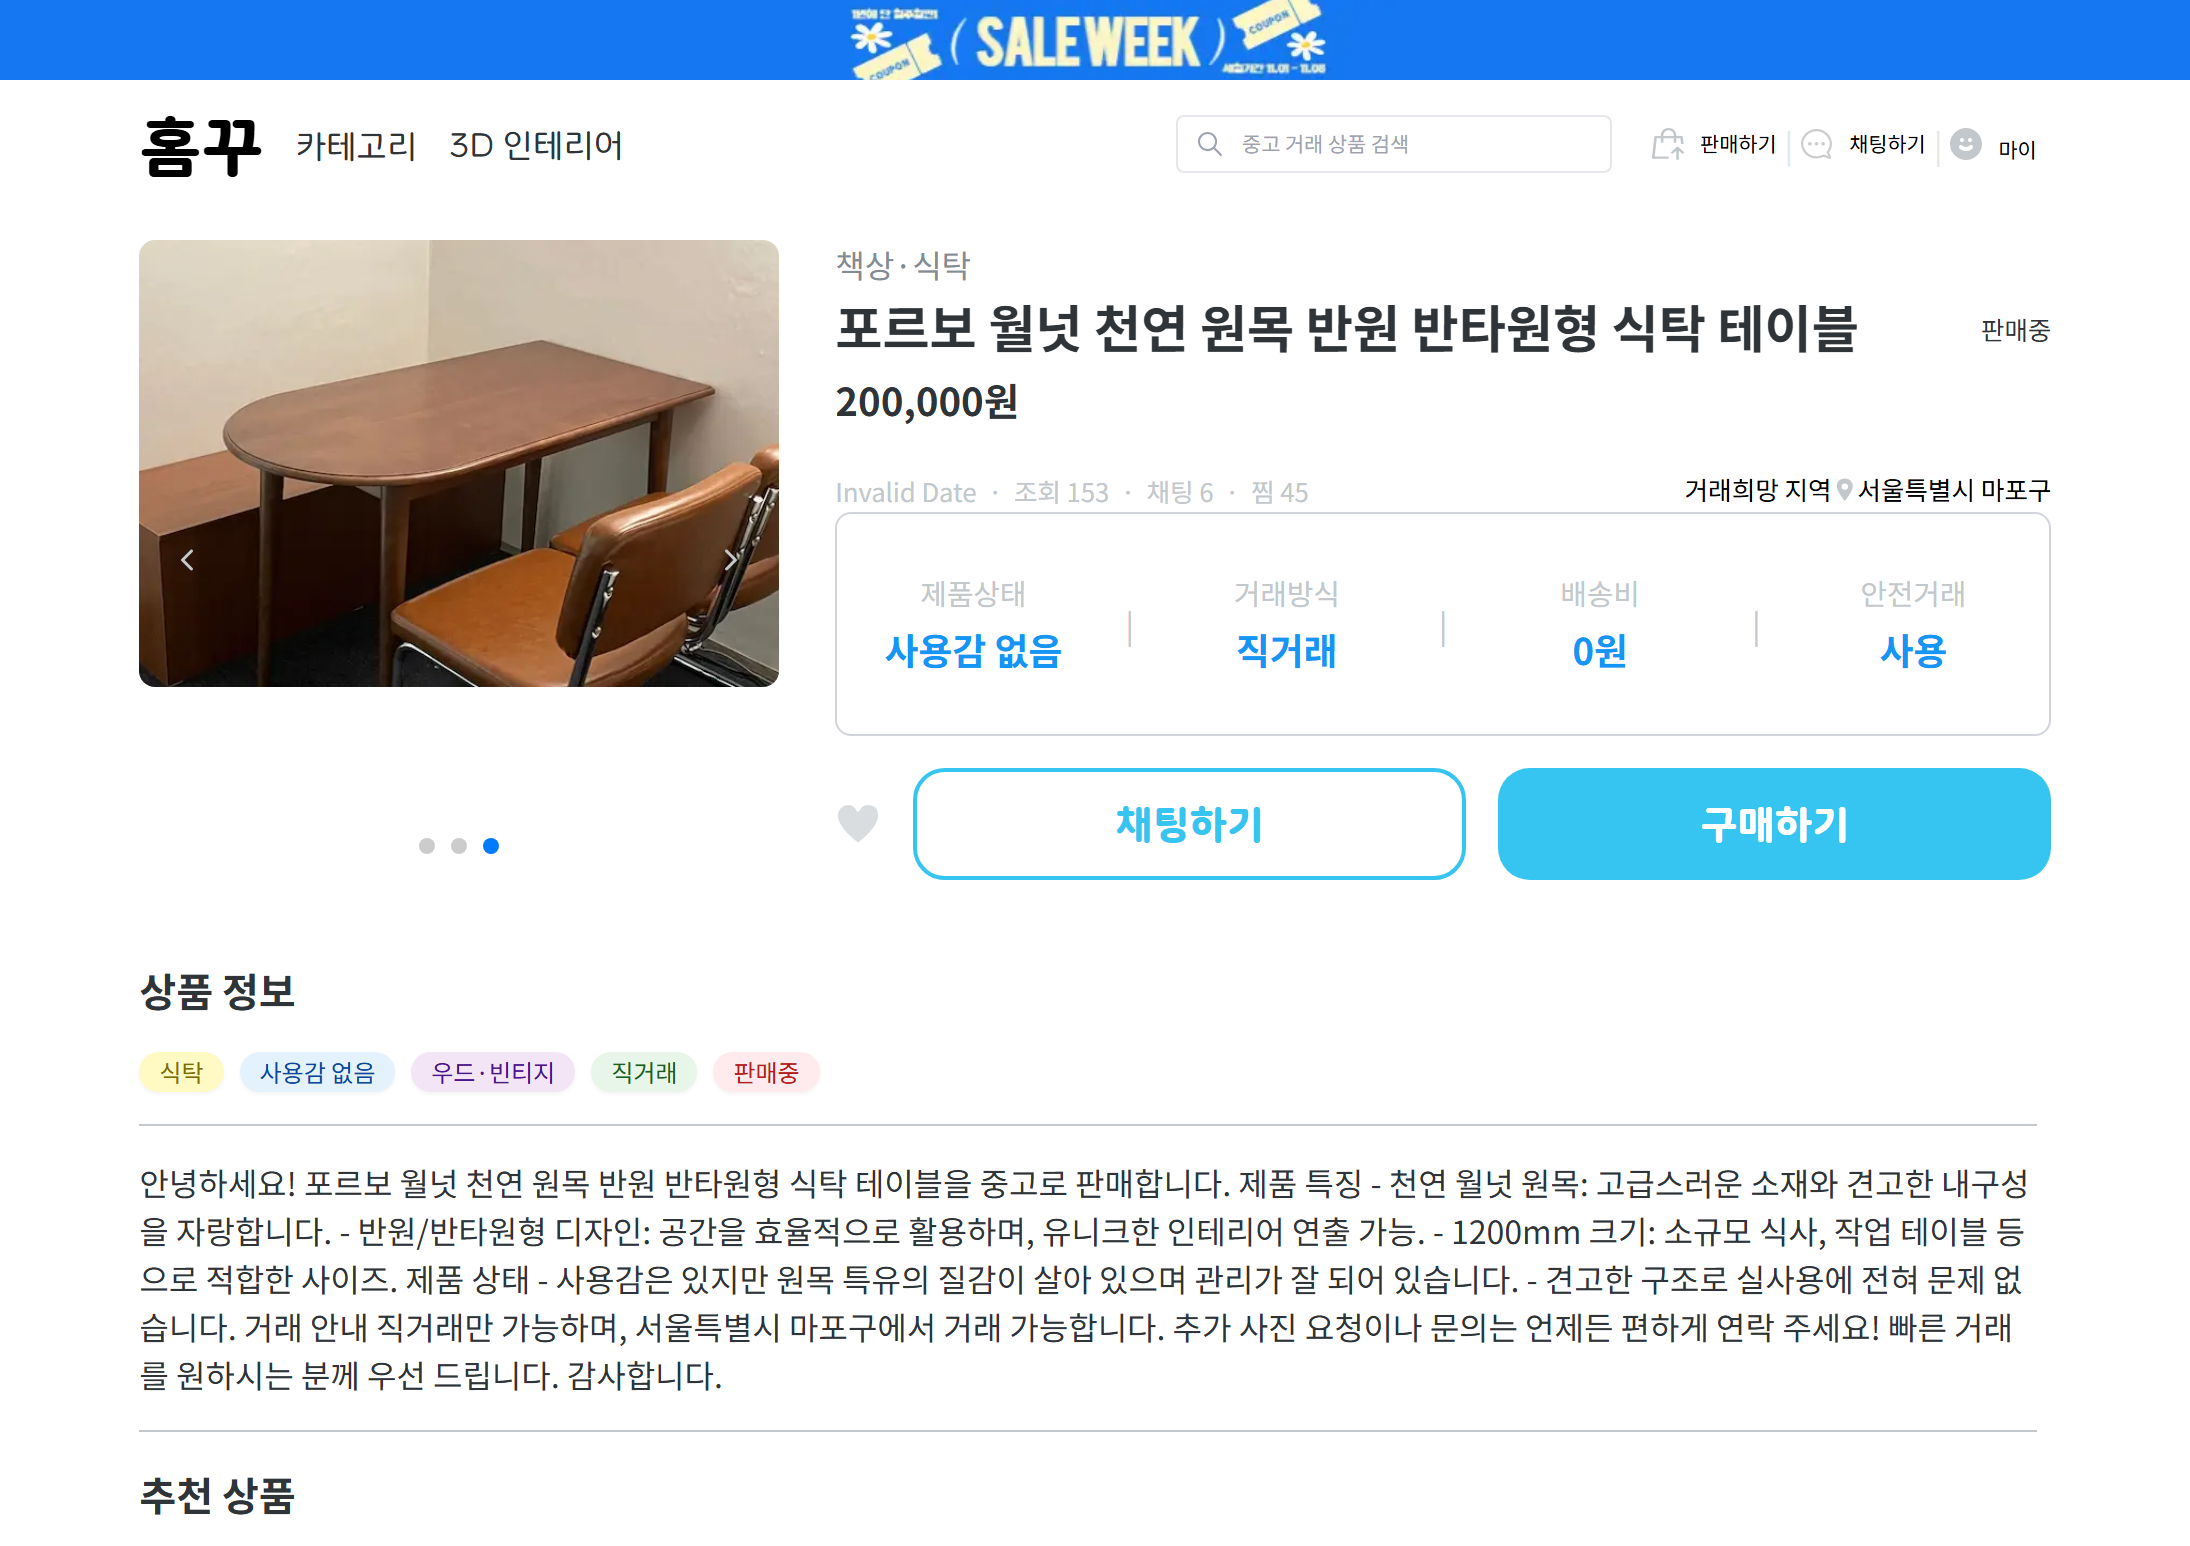 COUPON
( SALE WEEK )
COUPON
홈꾸
카테고리
3D 인테리어
중고 거래 상품 검색
판매하기
채팅하기
마이
책상 · 식탁
포르보 월넛 천연 원목 반원 반타원형 식탁 테이블
판매중
200,000원
Invalid Date · 조회 153 · 채팅 6 · 찜 45
거래희망 지역 서울특별시 마포구
제품상태
거래방식
배송비
안전거래
사용감 없음
직거래
0원
사용
채팅하기
구매하기
상품 정보
식탁
사용감 없음
우드 · 빈티지
직거래
판매중
안녕하세요! 포르보 월넛 천연 원목 반원 반타원형 식탁 테이블을 중고로 판매합니다. 제품 특징 - 천연 월넛 원목: 고급스러운 소재와 견고한 내구성
을 자랑합니다. - 반원/반타원형 디자인: 공간을 효율적으로 활용하며, 유니크한 인테리어 연출 가능. - 1200mm 크기: 소규모 식사, 작업 테이블 등
으로 적합한 사이즈. 제품 상태 - 사용감은 있지만 원목 특유의 질감이 살아 있으며 관리가 잘 되어 있습니다. - 견고한 구조로 실사용에 전혀 문제 없
습니다. 거래 안내 직거래만 가능하며, 서울특별시 마포구에서 거래 가능합니다. 추가 사진 요청이나 문의는 언제든 편하게 연락 주세요! 빠른 거래
를 원하시는 분께 우선 드립니다. 감사합니다.
추천 상품